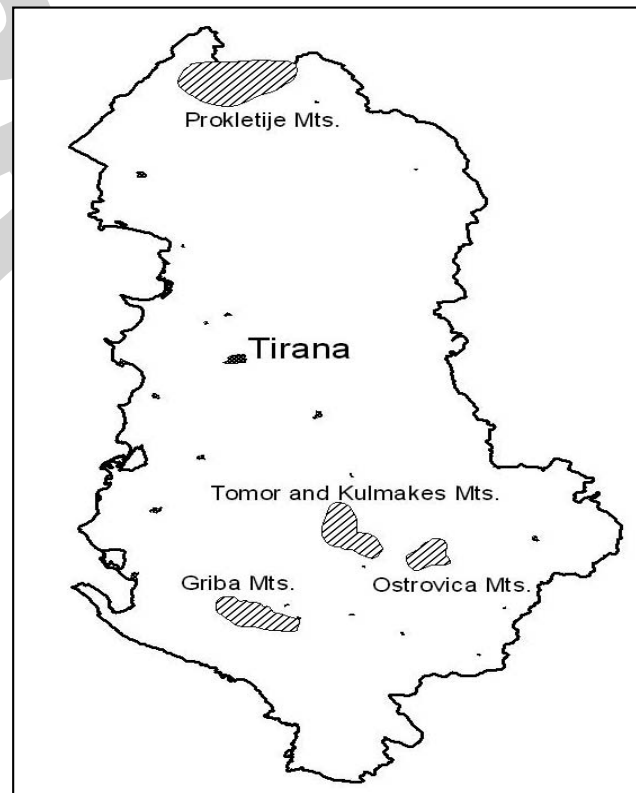 Prokletije Mts.
Tirana
Tomor and Kulmakes Mts.
Griba Mts.
Ostrovica Mts.